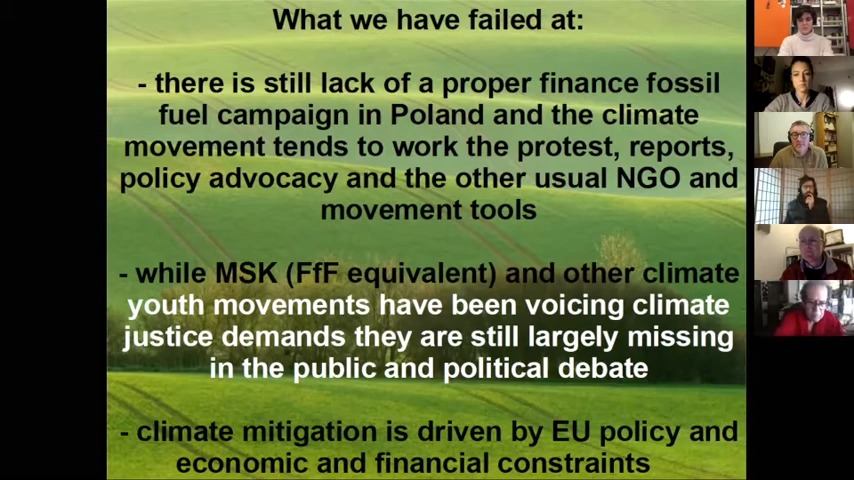 What we have failed at:
- there is still lack of a proper finance fossil
fuel campaign in Poland and the climate
movement tends to work the protest, reports,
policy advocacy and the other usual NGO and
movement tools
- while MSK (FfF equivalent) and other climate
youth movements have been voicing climate
justice demands they are still largely missing
in the public and political debate
- climate mitigation is driven by EU policy and
economic and financial constraints